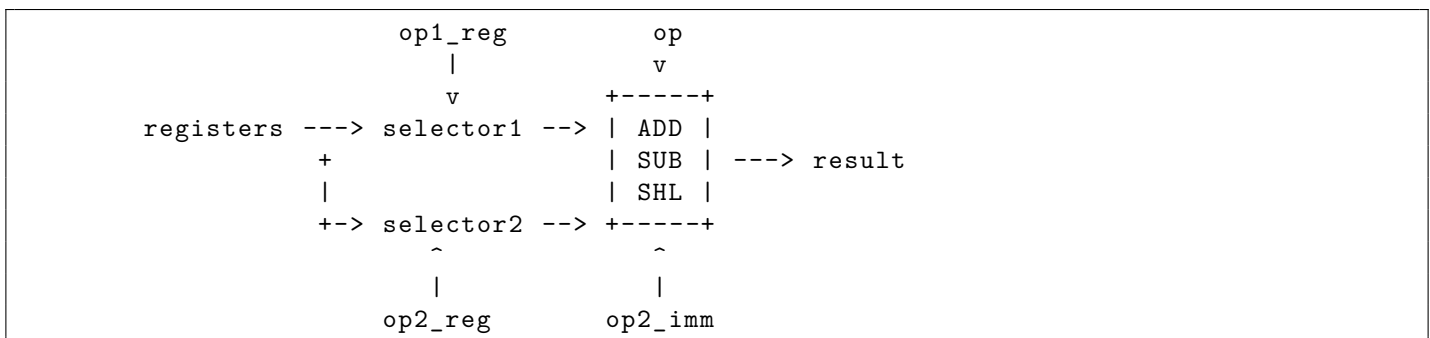 op1_reg         op
                    |            v
                    v         +-----+
registers ---> selector1 --> | ADD |
           +                 | SUB | ---> result
           |                 | SHL |
           +-> selector2 --> +-----+
                   ^            ^
                   |            |
                op2_reg      op2_imm